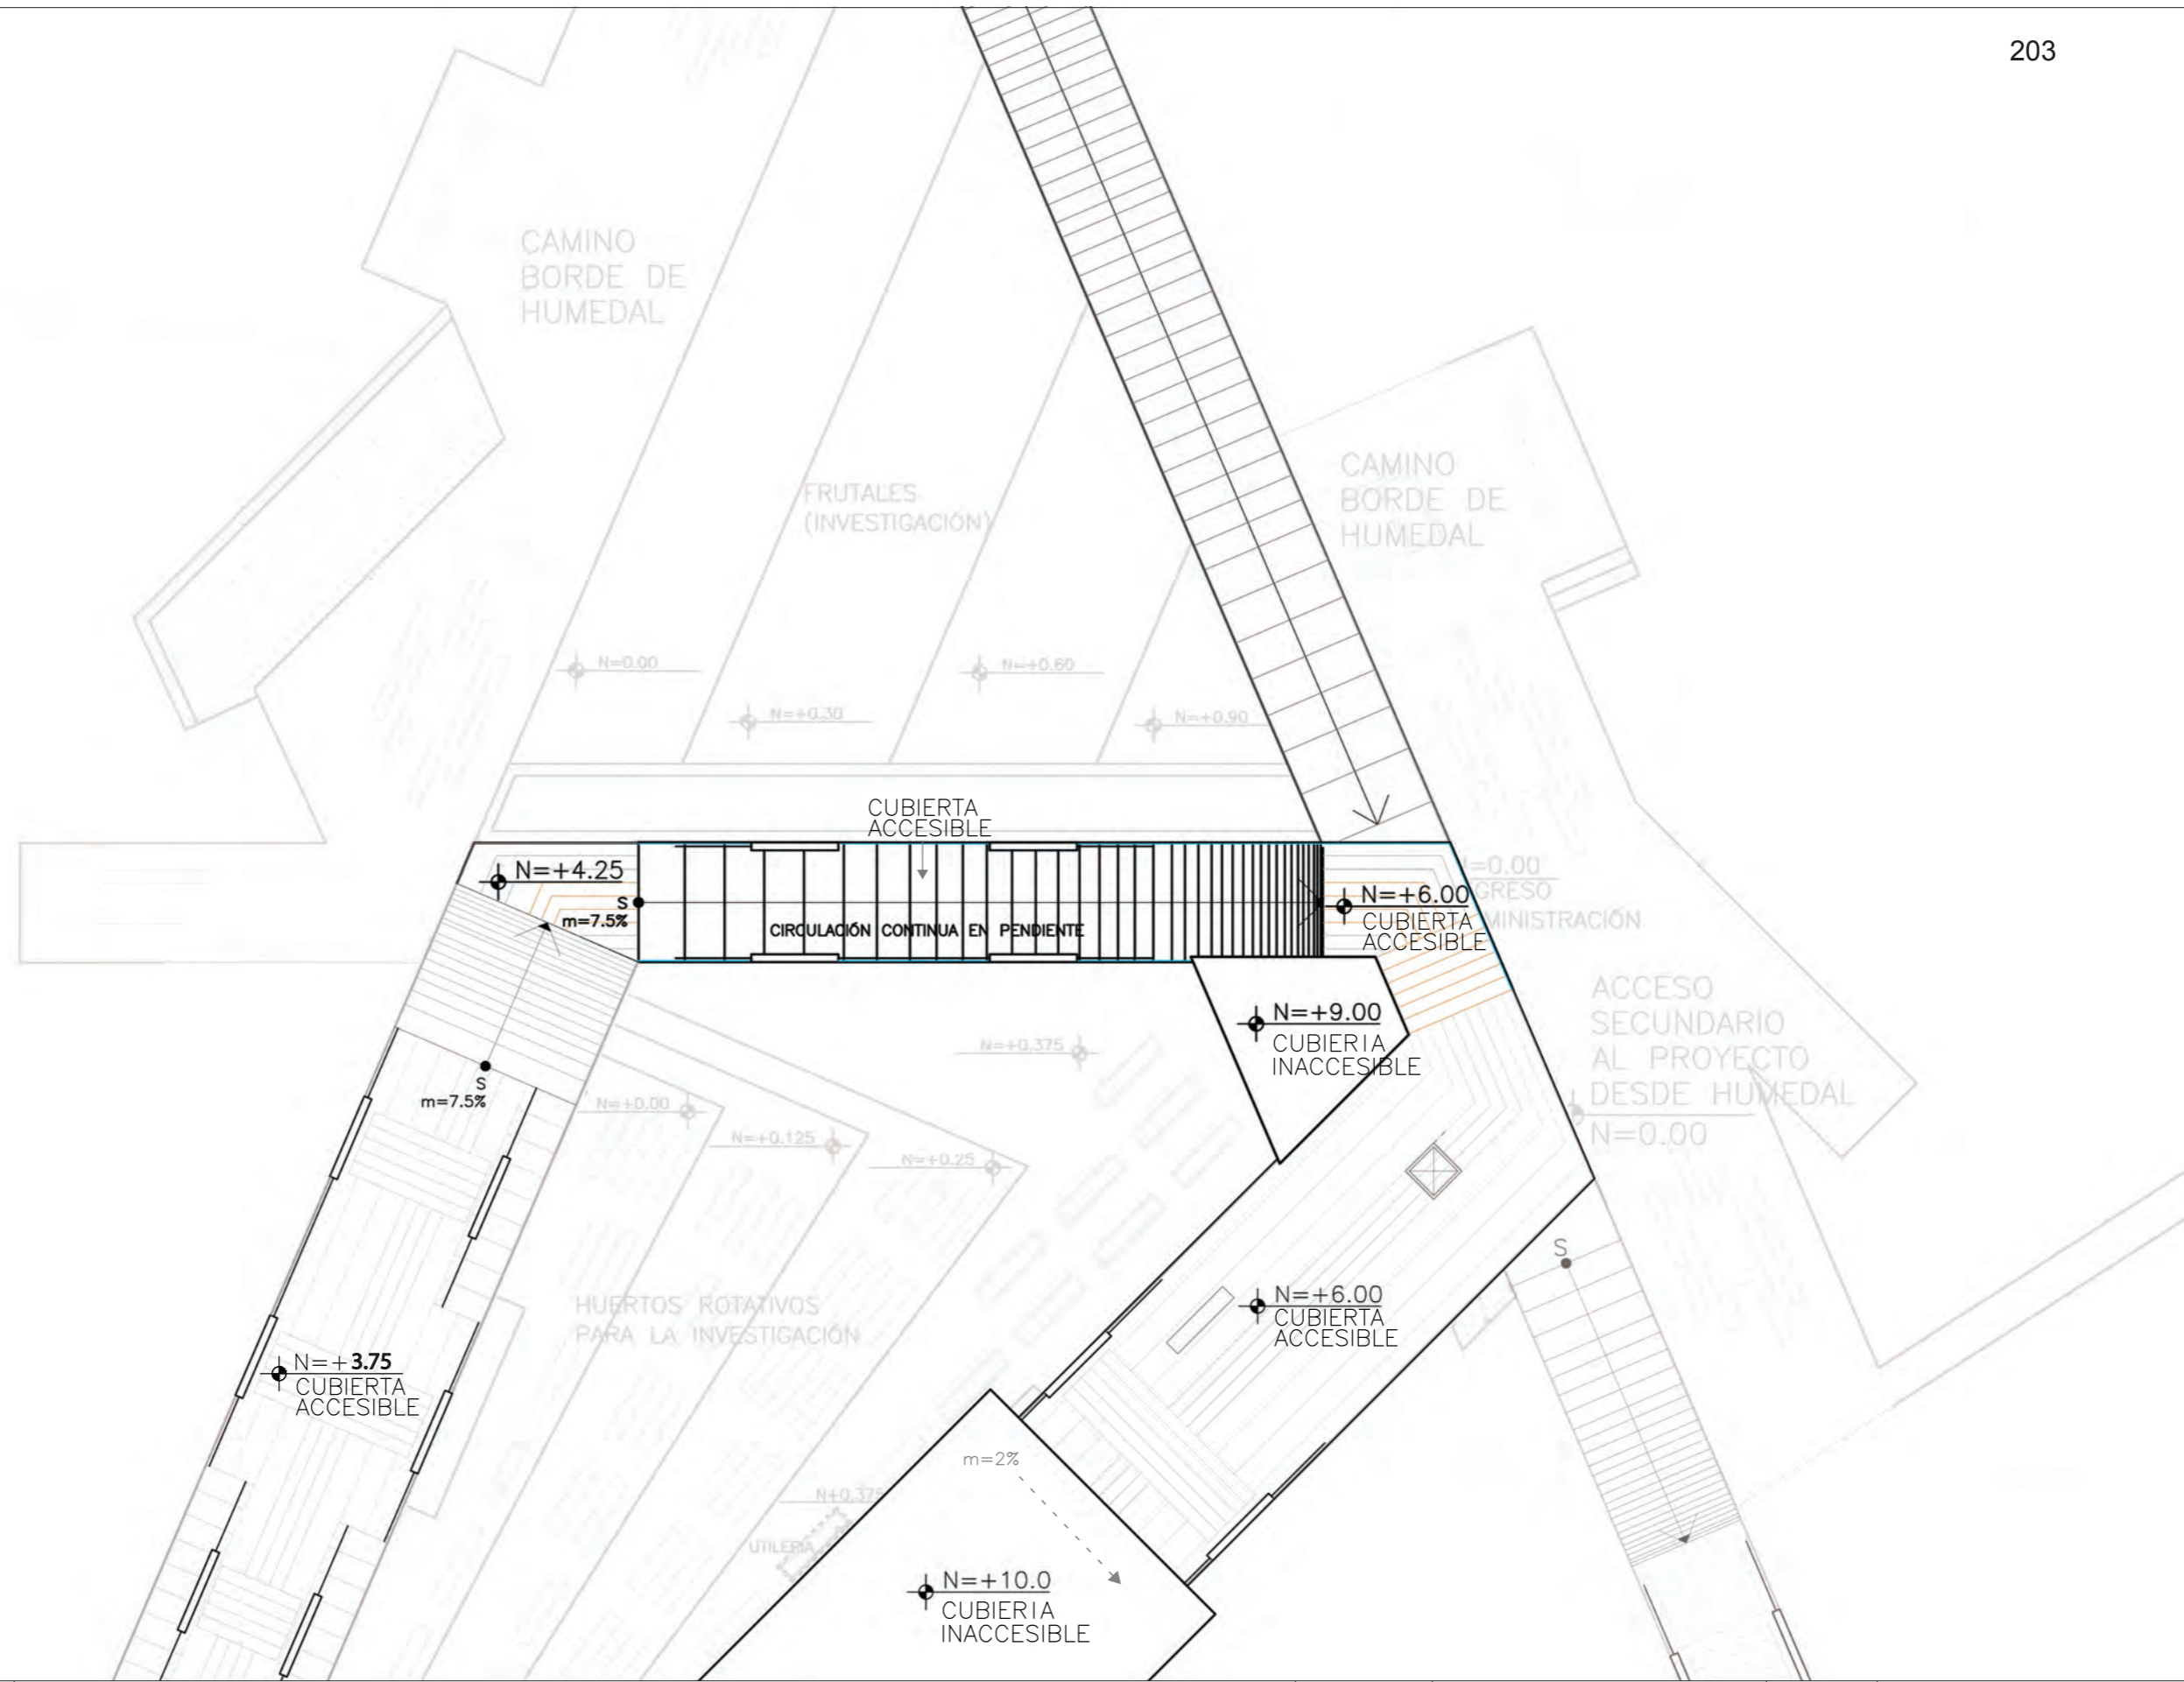 203
CAMINO
BORDE DE
HUMEDAL
CAMINO
BORDE DE
HUMEDAL
FRUTALES
(INVESTIGACIÓN)
N=0.00
N=+0.60
N=+0.30
N=+0.90
CUBIERTA
ACCESIBLE
N=+4.25
S
m=7.5%
CIRCULACIÓN CONTINUA EN PENDIENTE
N=+6.00
CUBIERTA
ACCESIBLE
=0.00
GRESO
MINISTRACIÓN
ACCESO
SECUNDARIO
AL PROYECTO
DESDE HUMEDAL
N=0.00
N=+9.00
CUBIERIA
INACCESIBLE
N=+0.375
S
m=7.5%
N=+0.00
N=+0.125
N=+0.25
S
HUERTOS ROTATIVOS
PARA LA INVESTIGACIÓN
N=+6.00
CUBIERTA
ACCESIBLE
N=+3.75
CUBIERTA
ACCESIBLE
m=2%
N+0.375
UTILERIA
N=+10.0
CUBIERIA
INACCESIBLE